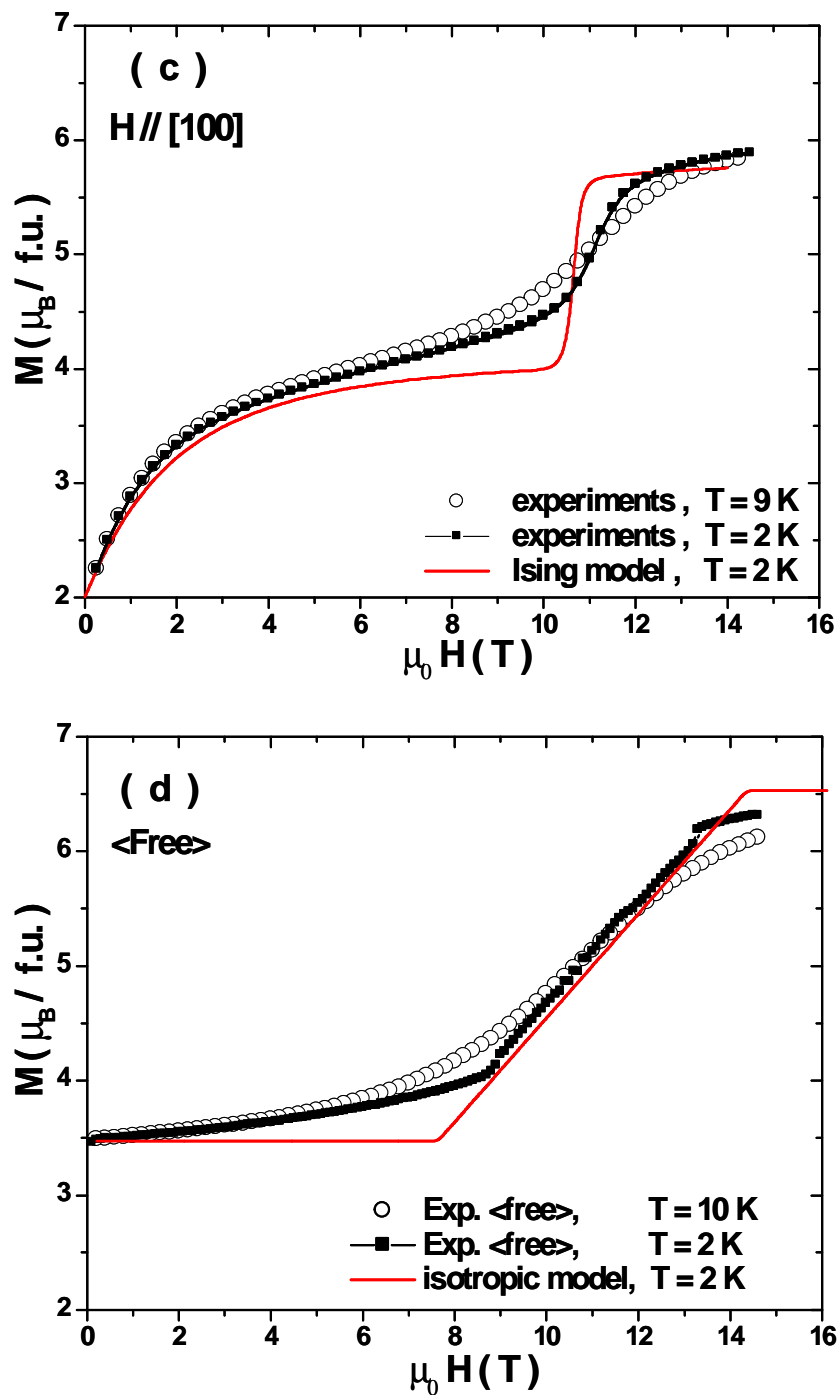 7
( c )
6
H // [100]
5
M ( μB / f.u. )
4
3
experiments , T = 9 K
experiments , T = 2 K
Ising model , T = 2 K
2
0 2 4 6 8 10 12 14 16
μ0 H ( T )
7
( d )
<Free>
6
5
M ( μB / f.u. )
4
3
Exp. <free>, T = 10 K
Exp. <free>, T = 2 K
isotropic model, T = 2 K
2
0 2 4 6 8 10 12 14 16
μ0 H ( T )